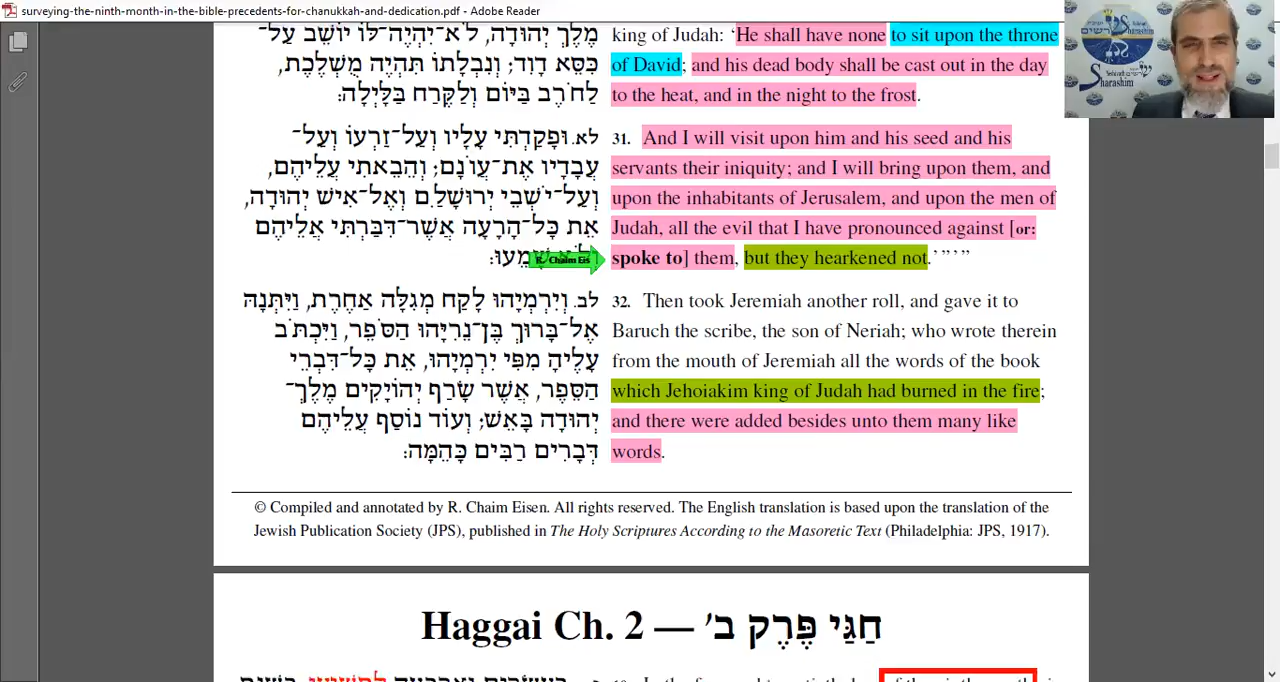 surveying-the-ninth-month-in-the-bible-precedents-for-chanukkah-and-dedication.pdf - Adobe Reader
מֶלֶךְ יְהוּדָה, לֹא־יִהְיֶה־לּוֹ יוֹשֵׁב עַל־
כִּסֵּא דָוִד; וְנִבְלָתוֹ תִּהְיֶה מֻשְׁלֶכֶת,
לַחֹרֶב בַּיּוֹם וְלַקֶּרַח בַּלָּיְלָה:
king of Judah: ‘He shall have none to sit upon the throne
of David; and his dead body shall be cast out in the day
to the heat, and in the night to the frost.
לא. וּפָקַדְתִּי עָלָיו וְעַל־זַרְעוֹ וְעַל־
עֲבָדָיו אֶת־עֲוֹנָם; וְהֵבֵאתִי עֲלֵיהֶם,
וְעַל־יֹשְׁבֵי יְרוּשָׁלִַם וְאֶל־אִישׁ יְהוּדָה,
אֵת כָּל־הָרָעָה אֲשֶׁר־דִּבַּרְתִּי אֲלֵיהֶם
31. And I will visit upon him and his seed and his
servants their iniquity; and I will bring upon them, and
upon the inhabitants of Jerusalem, and upon the men of
Judah, all the evil that I have pronounced against [or:
spoke to] them, but they hearkened not.’”’”
R. Chaim Eis
לב. וְיִרְמְיָהוּ לָקַח מְגִלָּה אַחֶרֶת, וַיִּתְּנָהּ
אֶל־בָּרוּךְ בֶּן־נֵרִיָּהוּ הַסֹּפֵר, וַיִּכְתֹּב
עָלֶיהָ מִפִּי יִרְמְיָהוּ, אֵת כָּל־דִּבְרֵי
הַסֵּפֶר, אֲשֶׁר שָׂרַף יְהוֹיָקִים מֶלֶךְ־
יְהוּדָה בָּאֵשׁ; וְעוֹד נוֹסַף עֲלֵיהֶם
דְּבָרִים רַבִּים כָּהֵמָּה:
32. Then took Jeremiah another roll, and gave it to
Baruch the scribe, the son of Neriah; who wrote therein
from the mouth of Jeremiah all the words of the book
which Jehoiakim king of Judah had burned in the fire;
and there were added besides unto them many like
words.
© Compiled and annotated by R. Chaim Eisen. All rights reserved. The English translation is based upon the translation of the
Jewish Publication Society (JPS), published in The Holy Scriptures According to the Masoretic Text (Philadelphia: JPS, 1917).
Haggai Ch. 2 — חַגַּי פֶּרֶק ב׳
Sharashim